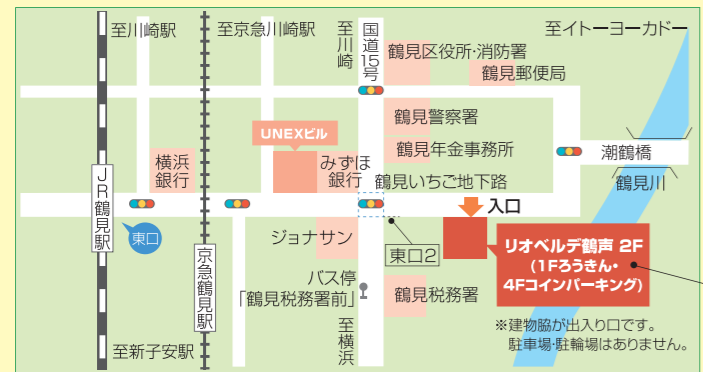 至川崎駅
至京急川崎駅
至川崎
国道15号
至イトーヨーカドー
鶴見区役所・消防署
鶴見郵便局
鶴見警察署
UNEXビル
鶴見年金事務所
潮鶴橋
横浜
銀行
みずほ
銀行
鶴見いちご地下路
鶴見川
JR鶴見駅
入口
東口
ジョナサン
東口2
リオベルデ鶴声 2F
(1Fろうきん・
4Fコインパーキング)
京急鶴見駅
バス停
「鶴見税務署前」
鶴見税務署
至横浜
※建物脇が出入り口です。
駐車場・駐輪場はありません。
至新子安駅